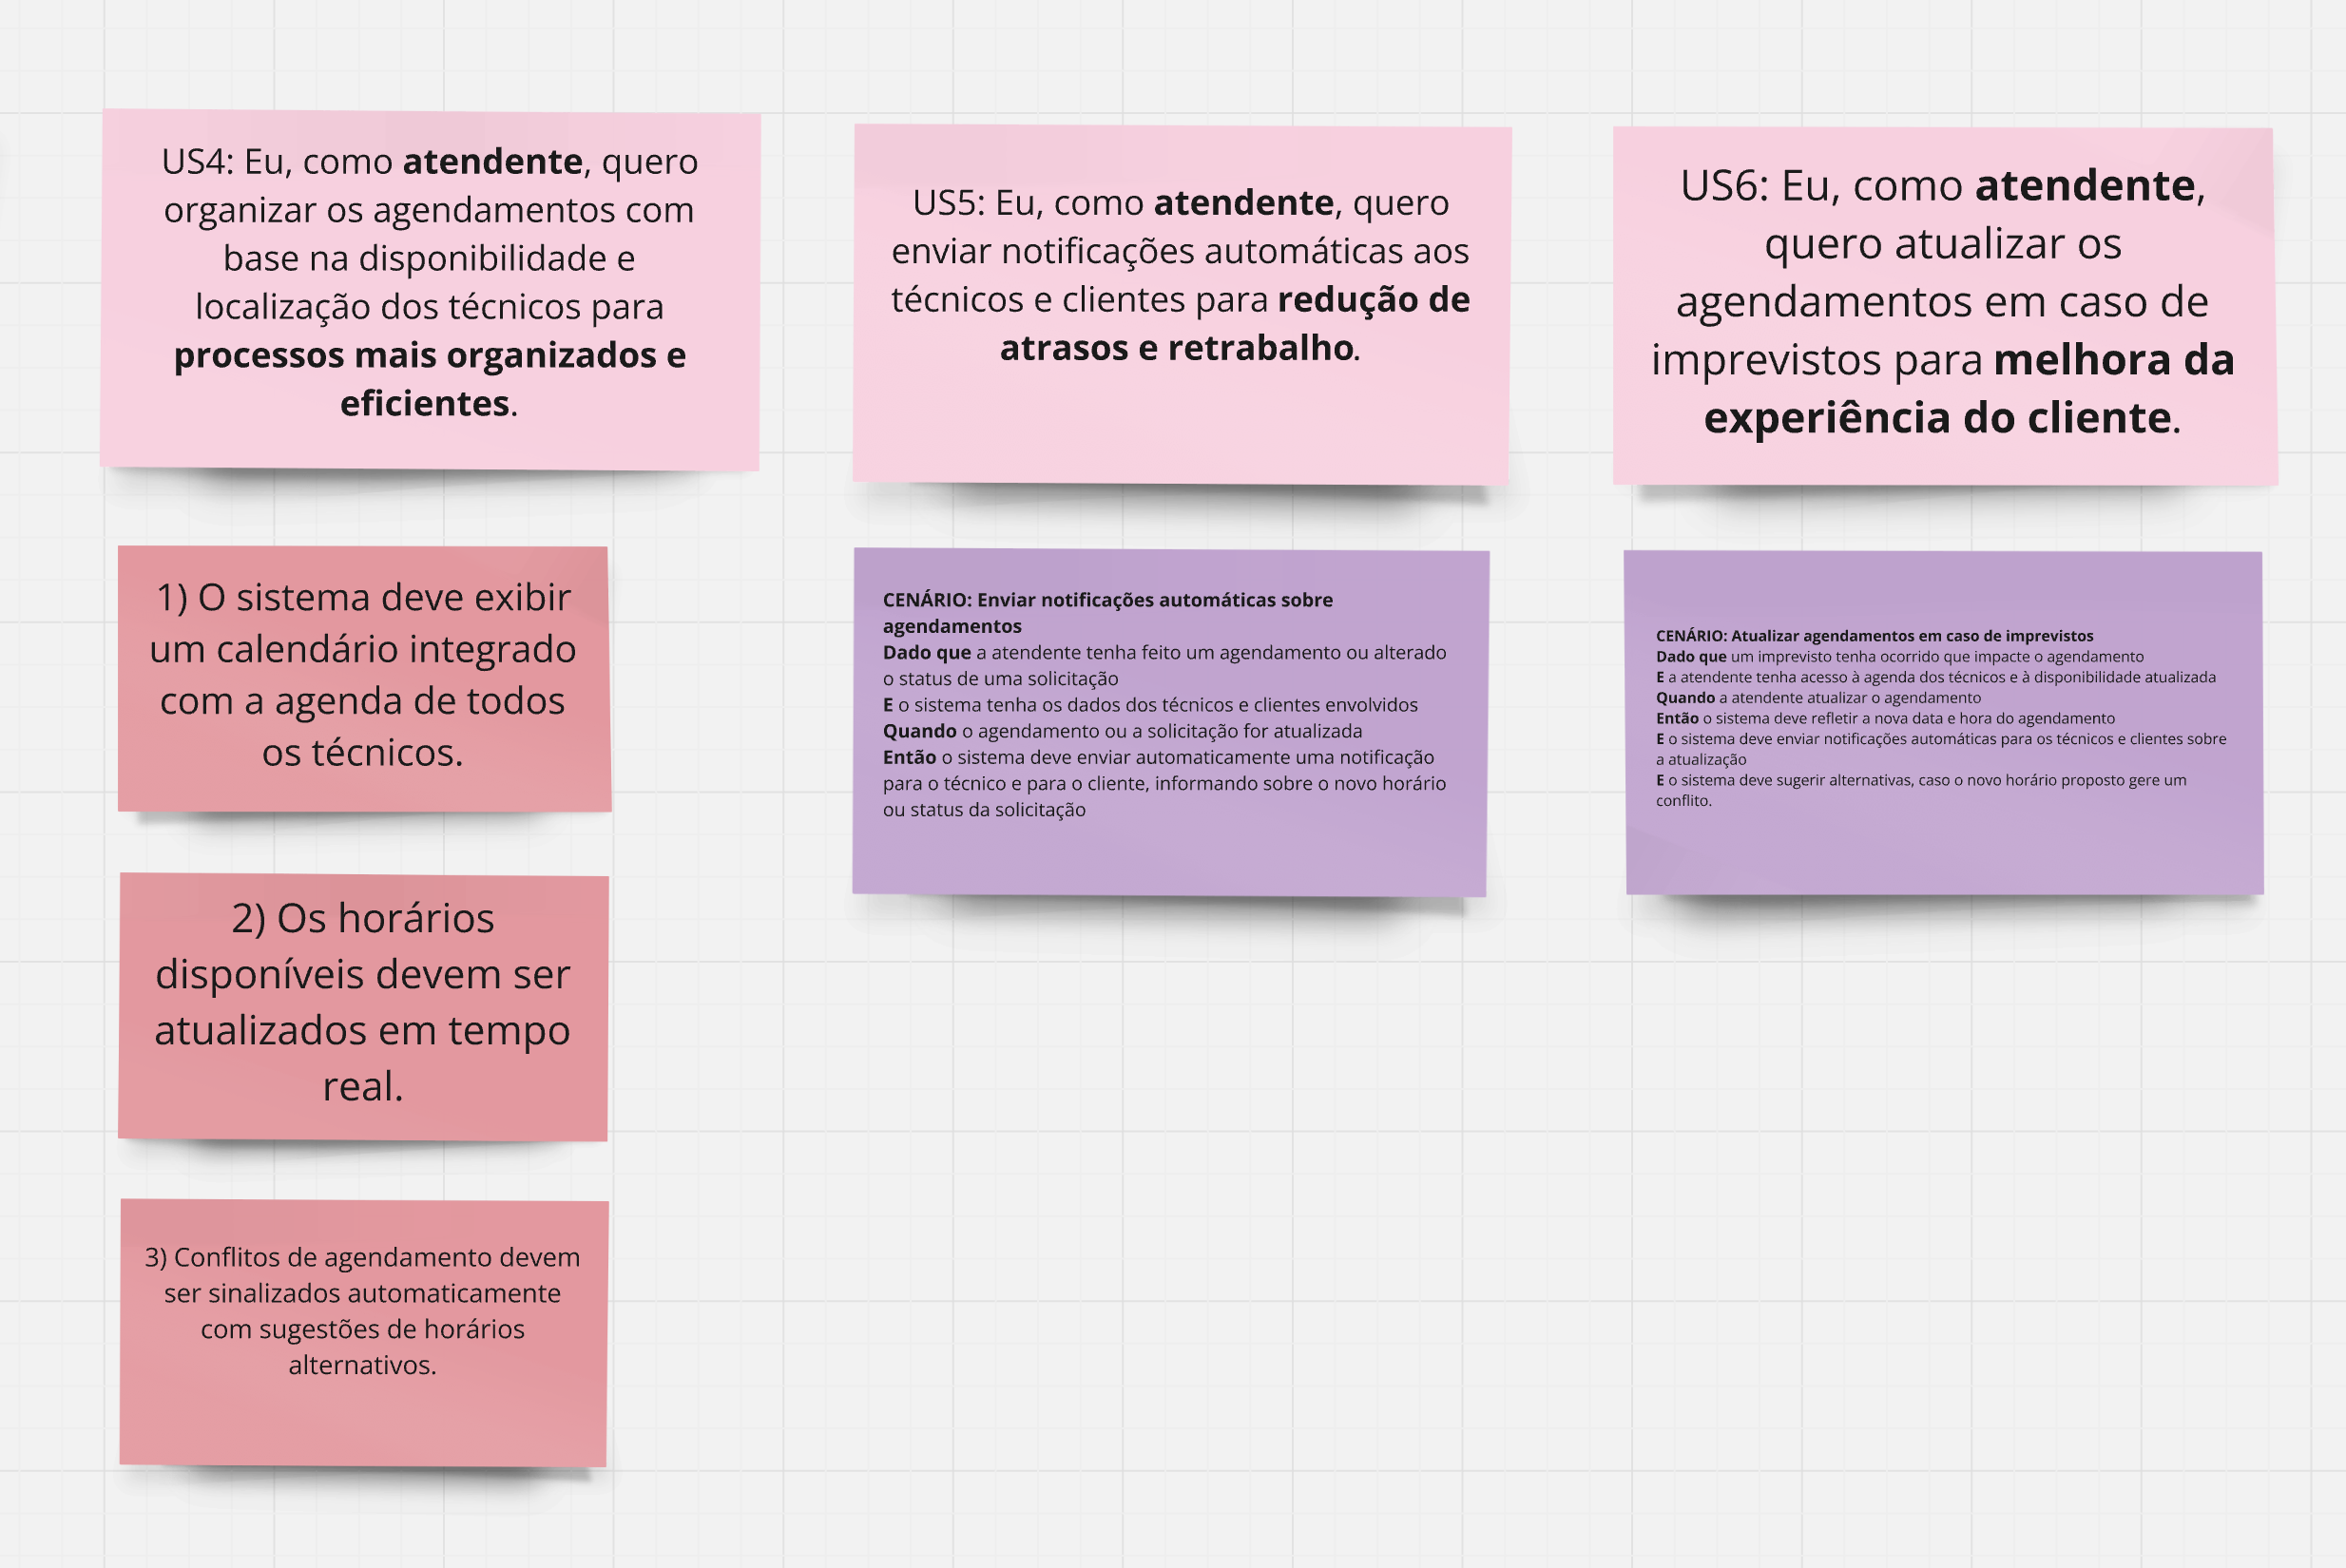 US4: Eu, como atendente, quero
organizar os agendamentos com
base na disponibilidade e
localização dos técnicos para
processos mais organizados e
eficientes.
1) O sistema deve exibir
um calendário integrado
com a agenda de todos
os técnicos.
2) Os horários
disponíveis devem ser
atualizados em tempo
real.
3) Conflitos de agendamento devem
ser sinalizados automaticamente
com sugestões de horários
alternativos.
US5: Eu, como atendente, quero
enviar notificações automáticas aos
técnicos e clientes para redução de
atrasos e retrabalho.
CENÁRIO: Enviar notificações automáticas sobre
agendamentos
Dado que a atendente tenha feito um agendamento ou alterado
o status de uma solicitação
E o sistema tenha os dados dos técnicos e clientes envolvidos
Quando o agendamento ou a solicitação for atualizada
Então o sistema deve enviar automaticamente uma notificação
para o técnico e para o cliente, informando sobre o novo horário
ou status da solicitação
US6: Eu, como atendente,
quero atualizar os
agendamentos em caso de
imprevistos para melhora da
experiência do cliente.
CENÁRIO: Atualizar agendamentos em caso de imprevistos
Dado que um imprevisto tenha ocorrido que impacte o agendamento
E a atendente tenha acesso à agenda dos técnicos e à disponibilidade atualizada
Quando a atendente atualizar o agendamento
Então o sistema deve refletir a nova data e hora do agendamento
E o sistema deve enviar notificações automáticas para os técnicos e clientes sobre
a atualização
E o sistema deve sugerir alternativas, caso o novo horário proposto gere um
conflito.